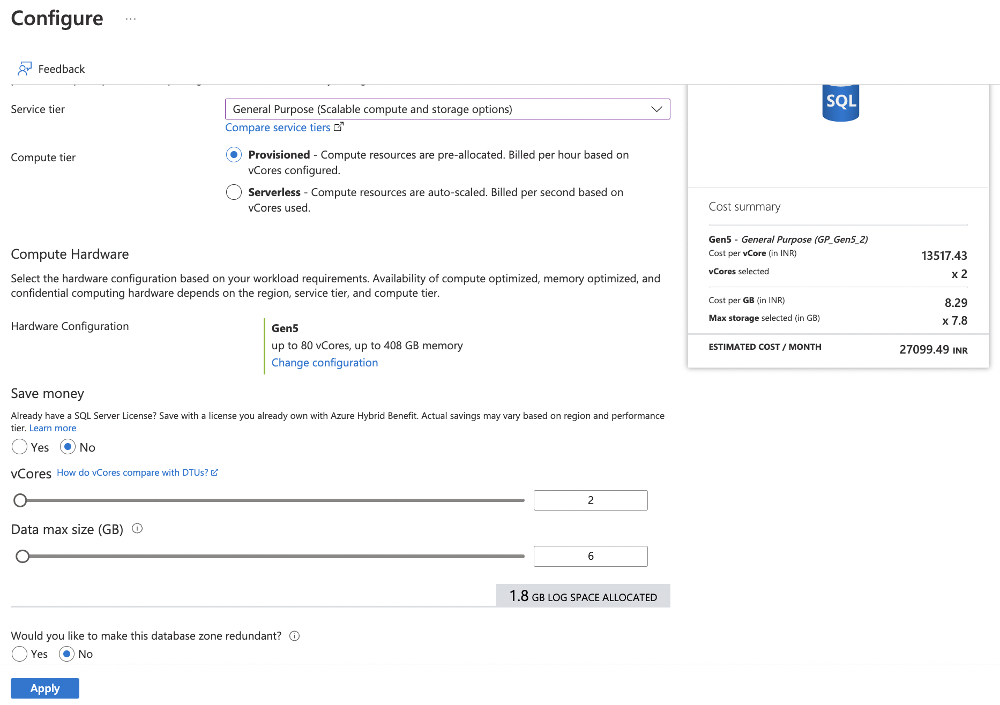 Configure ...
Feedback
Service tier
General Purpose (Scalable compute and storage options)
Compare service tiers
Compute tier
Provisioned - Compute resources are pre-allocated. Billed per hour based on
vCores configured.
Serverless - Compute resources are auto-scaled. Billed per second based on
vCores used.
Compute Hardware
Select the hardware configuration based on your workload requirements. Availability of compute optimized, memory optimized, and
confidential computing hardware depends on the region, service tier, and compute tier.
Hardware Configuration
Gen5
up to 80 vCores, up to 408 GB memory
Change configuration
Save money
Already have a SQL Server License? Save with a license you already own with Azure Hybrid Benefit. Actual savings may vary based on region and performance
tier. Learn more
Yes No
vCores How do vCores compare with DTUs?
2
Data max size (GB)
6
1.8 GB LOG SPACE ALLOCATED
Would you like to make this database zone redundant?
Yes No
Apply
SQL
Cost summary
Gen5 - General Purpose (GP_Gen5_2)
Cost per vCore (in INR) 13517.43
vCores selected x 2
Cost per GB (in INR) 8.29
Max storage selected (in GB) x 7.8
ESTIMATED COST / MONTH 27099.49 INR